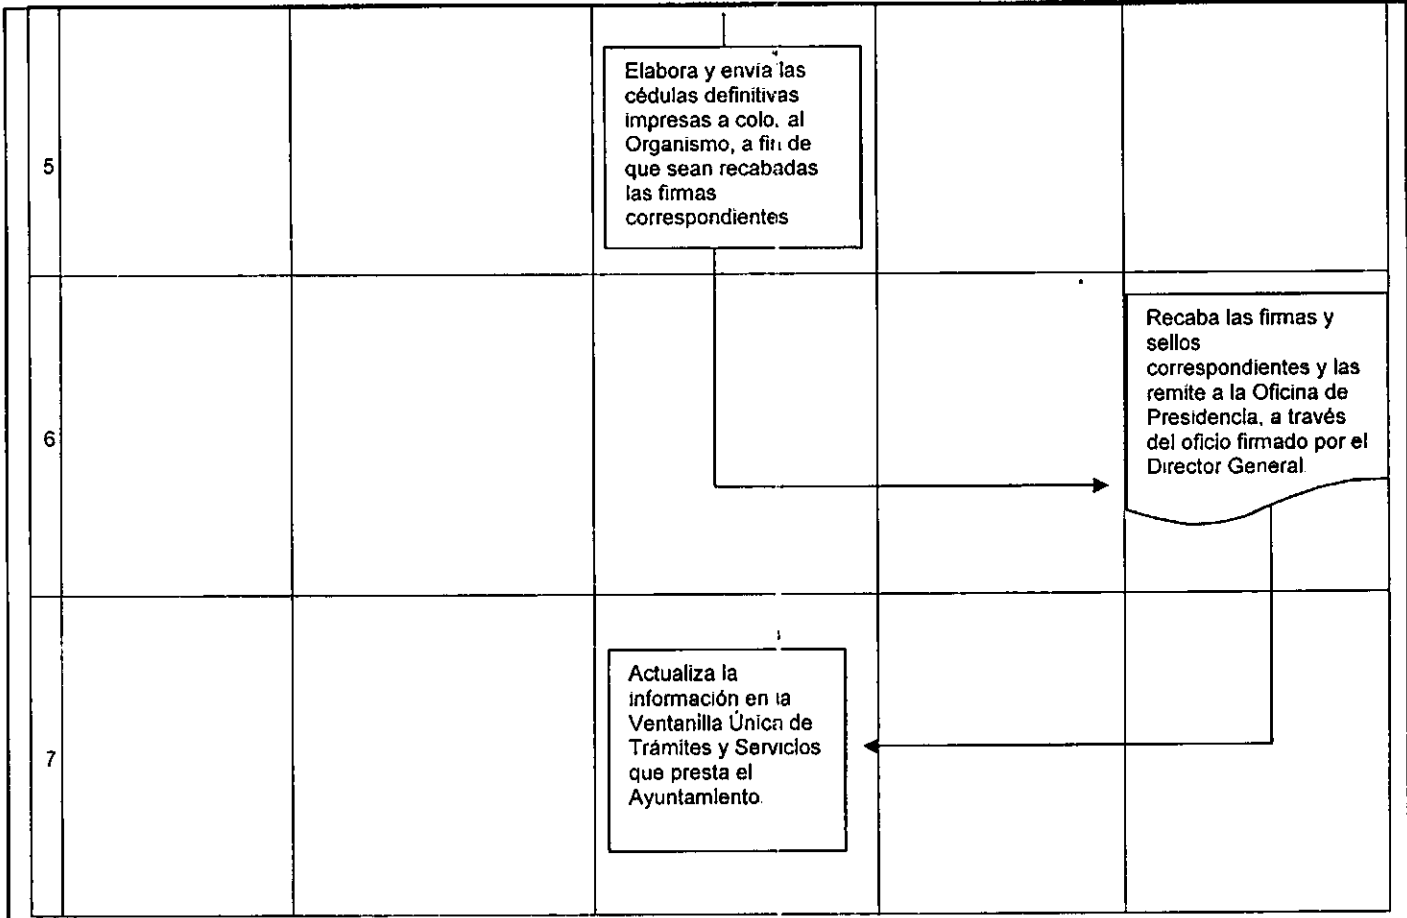 5
Elabora y envía las
cédulas definitivas
impresas a colo, al
Organismo, a fin de
que sean recabadas
las firmas
correspondientes
6
Recaba las firmas y
sellos
correspondientes y las
remite a la Oficina de
Presidencia, a través
del oficio firmado por el
Director General.
7
Actualiza la
información en la
Ventanilla Única de
Trámites y Servicios
que presta el
Ayuntamiento.